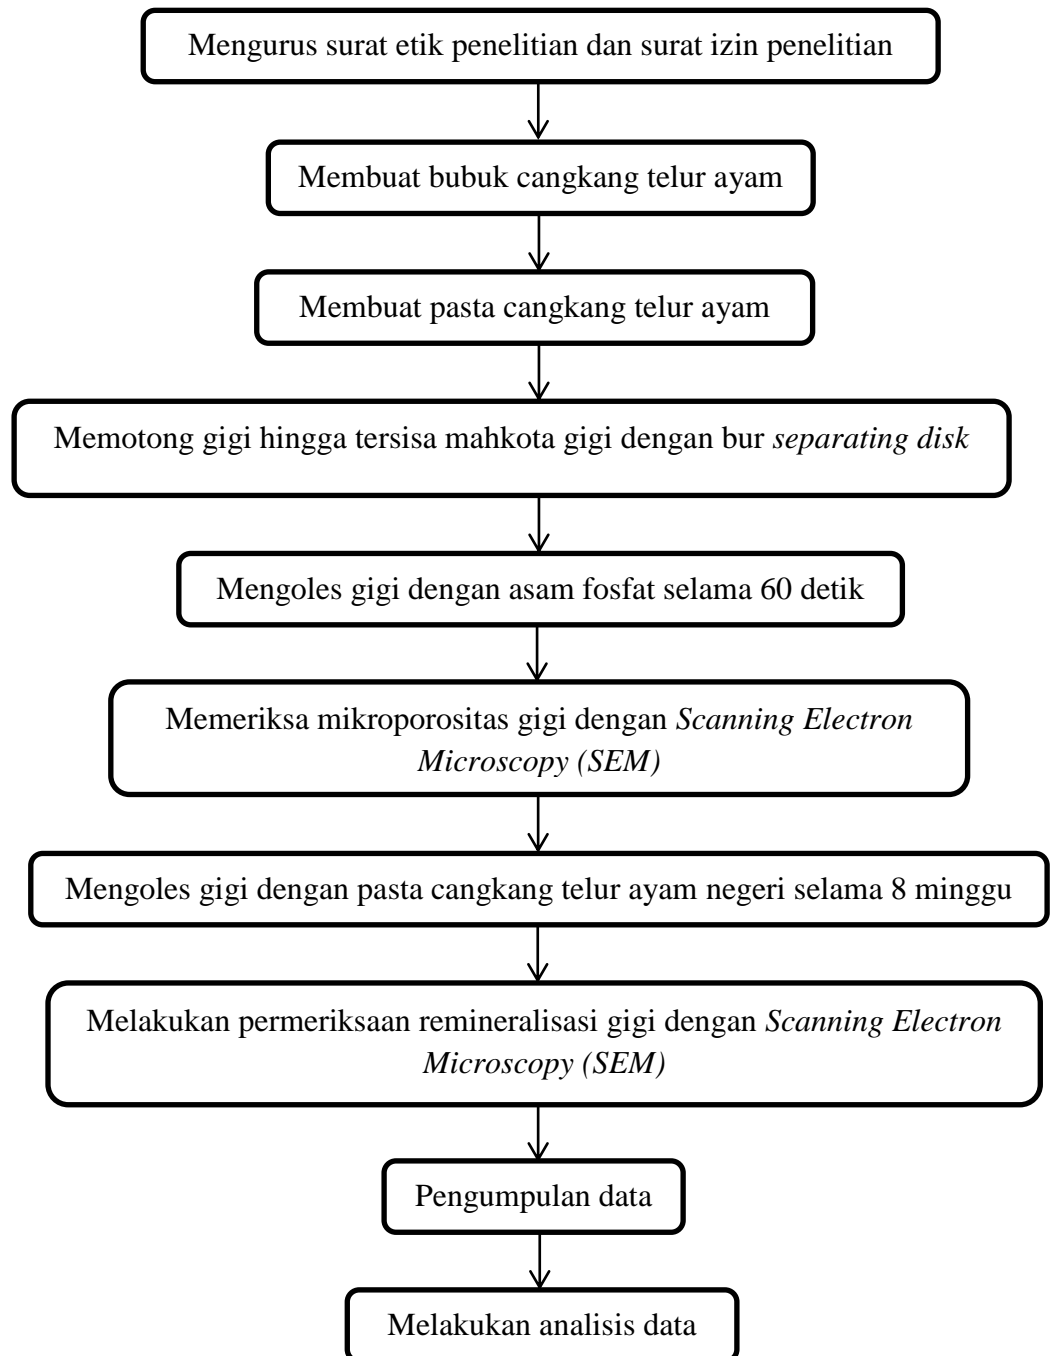 Mengurus surat etik penelitian dan surat izin penelitian
Membuat bubuk cangkang telur ayam
Membuat pasta cangkang telur ayam
Memotong gigi hingga tersisa mahkota gigi dengan bur separating disk
Mengoles gigi dengan asam fosfat selama 60 detik
Memeriksa mikroporositas gigi dengan Scanning Electron
Microscopy (SEM)
Mengoles gigi dengan pasta cangkang telur ayam negeri selama 8 minggu
Melakukan permeriksaan remineralisasi gigi dengan Scanning Electron
Microscopy (SEM)
Pengumpulan data
Melakukan analisis data